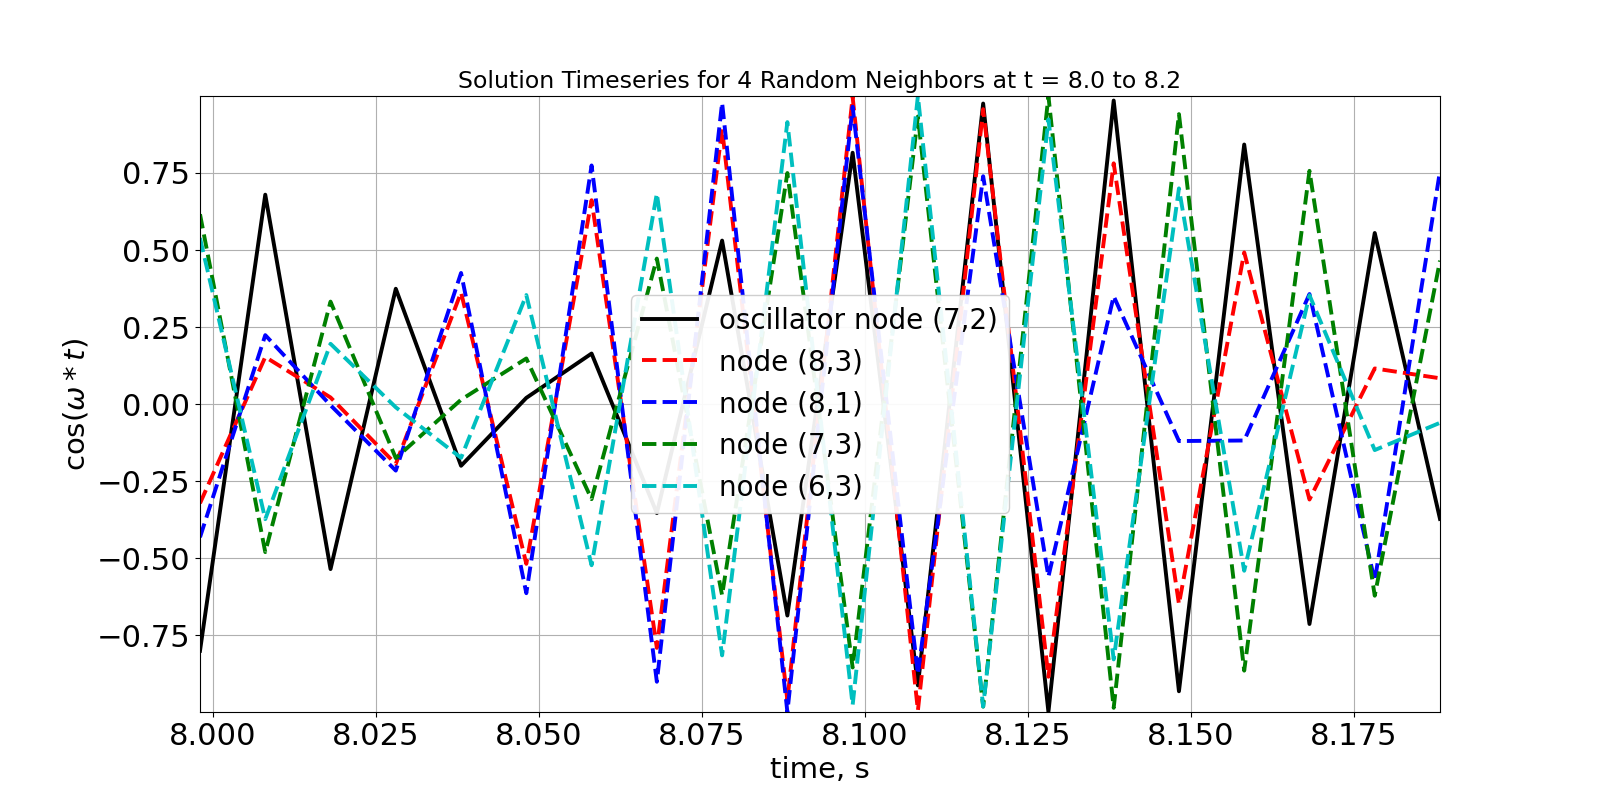 Solution Timeseries for 4 Random Neighbors at t = 8.0 to 8.2
cos(ω * t)
0.75
0.50
0.25
0.00
−0.25
−0.50
−0.75
oscillator node (7,2)
node (8,3)
node (8,1)
node (7,3)
node (6,3)
8.000 8.025 8.050 8.075 8.100 8.125 8.150 8.175
time, s